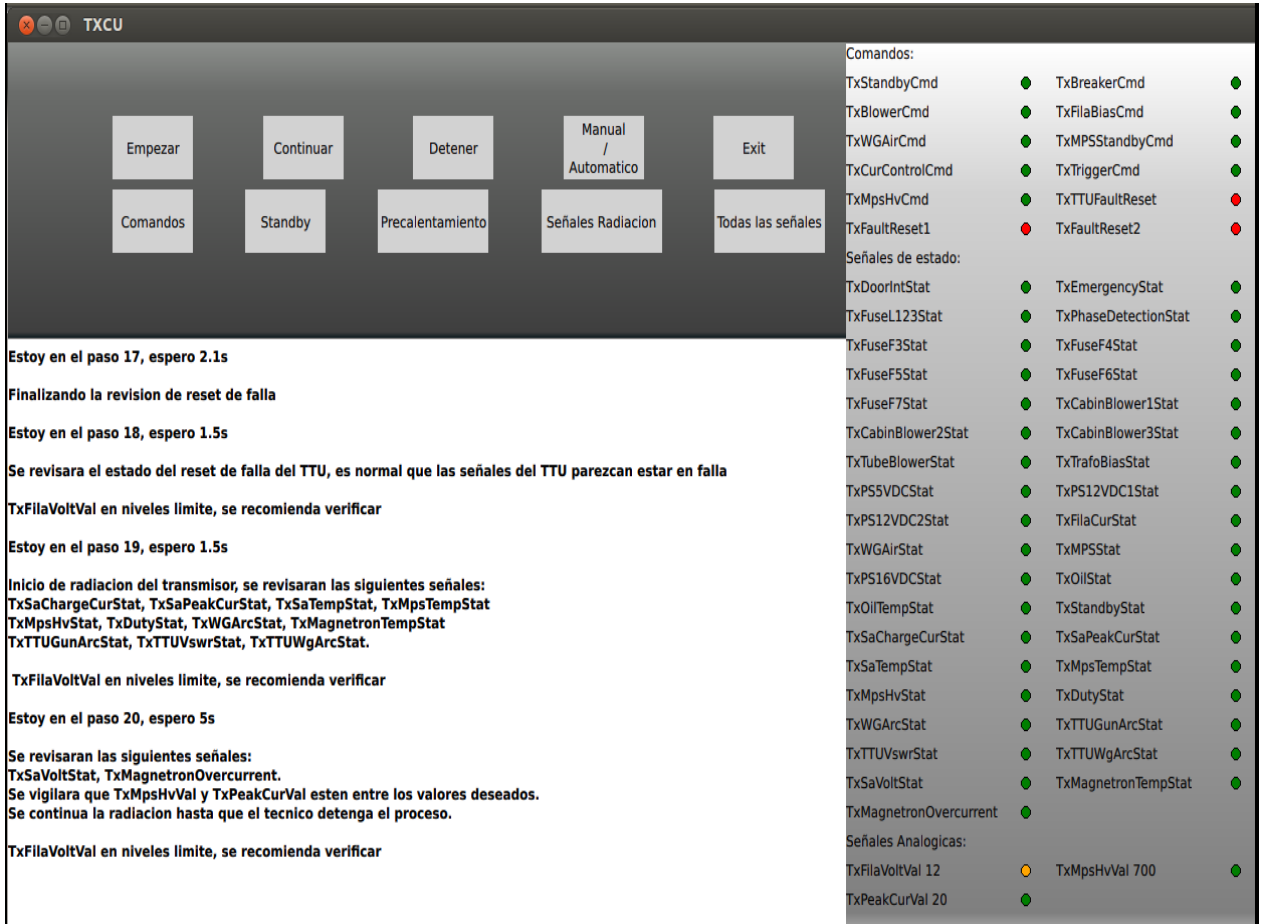 TXCU
Empezar
Continuar
Detener
Manual
/
Automatico
Exit
Comandos
Standby
Precalentamiento
Señales Radiacion
Todas las señales
Estoy en el paso 17, espero 2.1s
Finalizando la revision de reset de falla
Estoy en el paso 18, espero 1.5s
Se revisara el estado del reset de falla del TTU, es normal que las señales del TTU parezcan estar en falla
TxFilaVoltVal en niveles limite, se recomienda verificar
Estoy en el paso 19, espero 1.5s
Inicio de radiacion del transmisor, se revisaran las siguientes señales:
TxSaChargeCurStat, TxSaPeakCurStat, TxSaTempStat, TxMpsTempStat
TxMpsHvStat, TxDutyStat, TxWGArcStat, TxMagnetronTempStat
TxTTUGunArcStat, TxTTUVswrStat, TxTTUWgArcStat.
TxFilaVoltVal en niveles limite, se recomienda verificar
Estoy en el paso 20, espero 5s
Se revisaran las siguientes señales:
TxSaVoltStat, TxMagnetronOvercurrent.
Se vigilara que TxMpsHvVal y TxPeakCurVal esten entre los valores deseados.
Se continua la radiacion hasta que el tecnico detenga el proceso.
TxFilaVoltVal en niveles limite, se recomienda verificar
Comandos:
TxStandbyCmd TxBreakerCmd
TxBlowerCmd TxFilaBiasCmd
TxWGAirCmd TxMPSStandbyCmd
TxCurControlCmd TxTriggerCmd
TxMpsHvCmd TxTTUFaultReset
TxFaultReset1 TxFaultReset2
Señales de estado:
TxDoorIntStat TxEmergencyStat
TxFuseL123Stat TxPhaseDetectionStat
TxFuseF3Stat TxFuseF4Stat
TxFuseF5Stat TxFuseF6Stat
TxFuseF7Stat TxCabinBlower1Stat
TxCabinBlower2Stat TxCabinBlower3Stat
TxTubeBlowerStat TxTrafoBiasStat
TxPS5VDCStat TxPS12VDC1Stat
TxPS12VDC2Stat TxFilaCurStat
TxWGAirStat TxMPSStat
TxPS16VDCStat TxOilStat
TxOilTempStat TxStandbyStat
TxSaChargeCurStat TxSaPeakCurStat
TxSaTempStat TxMpsTempStat
TxMpsHvStat TxDutyStat
TxWGArcStat TxTTUGunArcStat
TxTTUVswrStat TxTTUWgArcStat
TxSaVoltStat TxMagnetronTempStat
TxMagnetronOvercurrent
Señales Analogicas:
TxFilaVoltVal 12 TxMpsHvVal 700
TxPeakCurVal 20